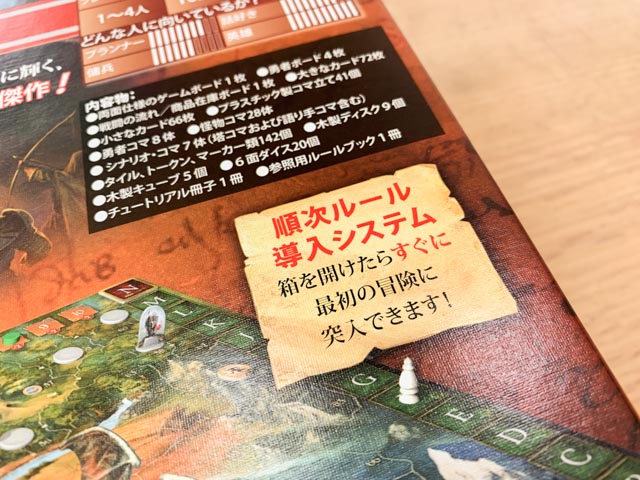 1～4人
どんな人に向いているか?
プランナー
傭兵
英雄
に輝く、
傑作!
内容物:
●両面仕様のゲームボード1枚 ●勇者ボード4枚
●戦闘の流れ/商品在庫ボード1枚 ●大きなカード72枚
●小さなカード66枚 ●プラスチック製コマ立て41個
●勇者コマ8体 ●怪物コマ28体
●シナリオ・コマ7体(塔コマおよび語り手コマ含む)
●タイル、トークン、マーカー類142個 ●木製ディスク9個
●木製キューブ5個 ●6面ダイス20個
●チュートリアル冊子1冊 ●参照用ルールブック1冊
順次ルール
導入システム
箱を開けたらすぐに
最初の冒険に
突入できます!
N
M
L
K
I
G
E
D
C